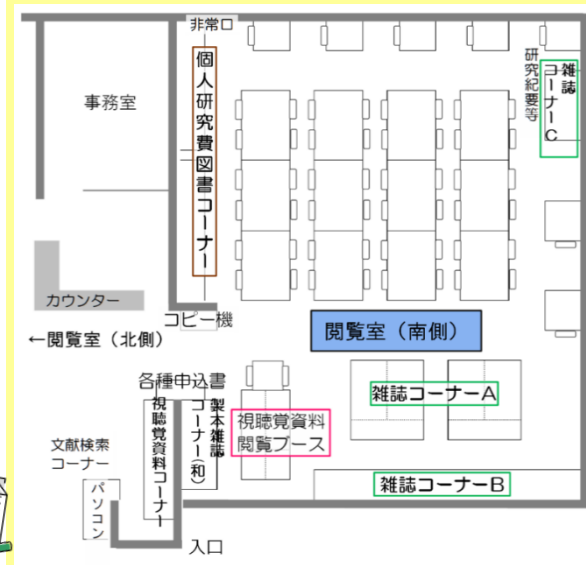 非常口
事務室
個人研究費図書コーナー
研究紀要等
雑誌
コーナーC
カウンター
コピー機
←閲覧室（北側）
閲覧室（南側）
各種申込書
視聴覚資料コーナー
製本雑誌
コーナー(和)
視聴覚資料
閲覧ブース
雑誌コーナーA
文献検索
コーナー
パソコン
雑誌コーナーB
入口